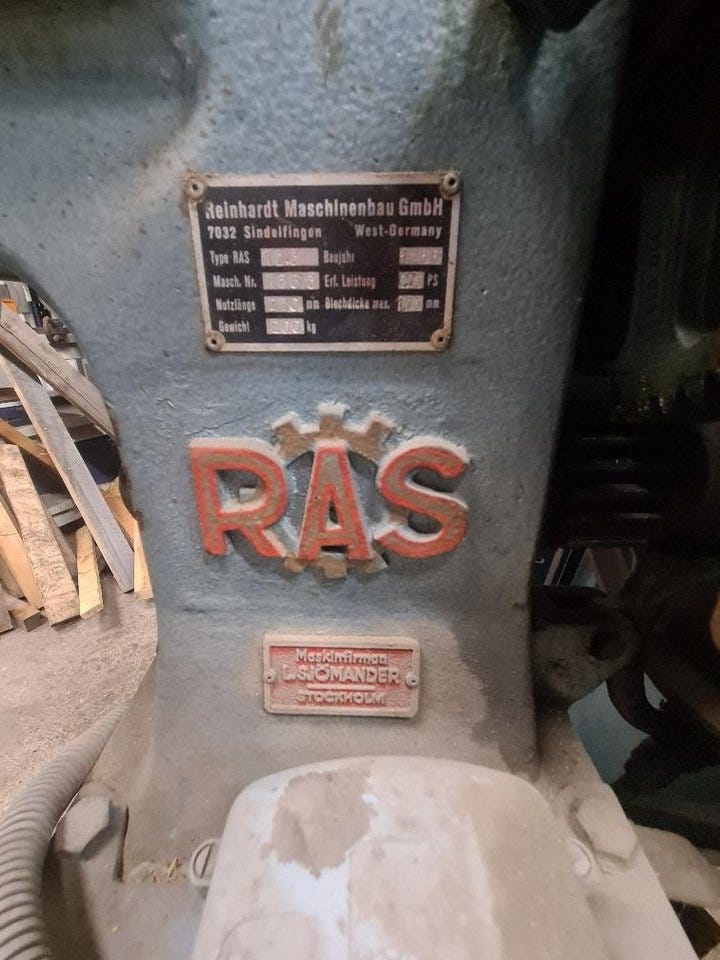 Reinhardt Maschinenbau GmbH
7032 Sindelfingen West-Germany
Type RAS Baujahr
Masch. Nr. Erf. Leistung PS
Nutzlänge mm Blechdicke max. mm
Gewicht kg
RAS
Maskinfirman
L. SJÖMANDER
STOCKHOLM